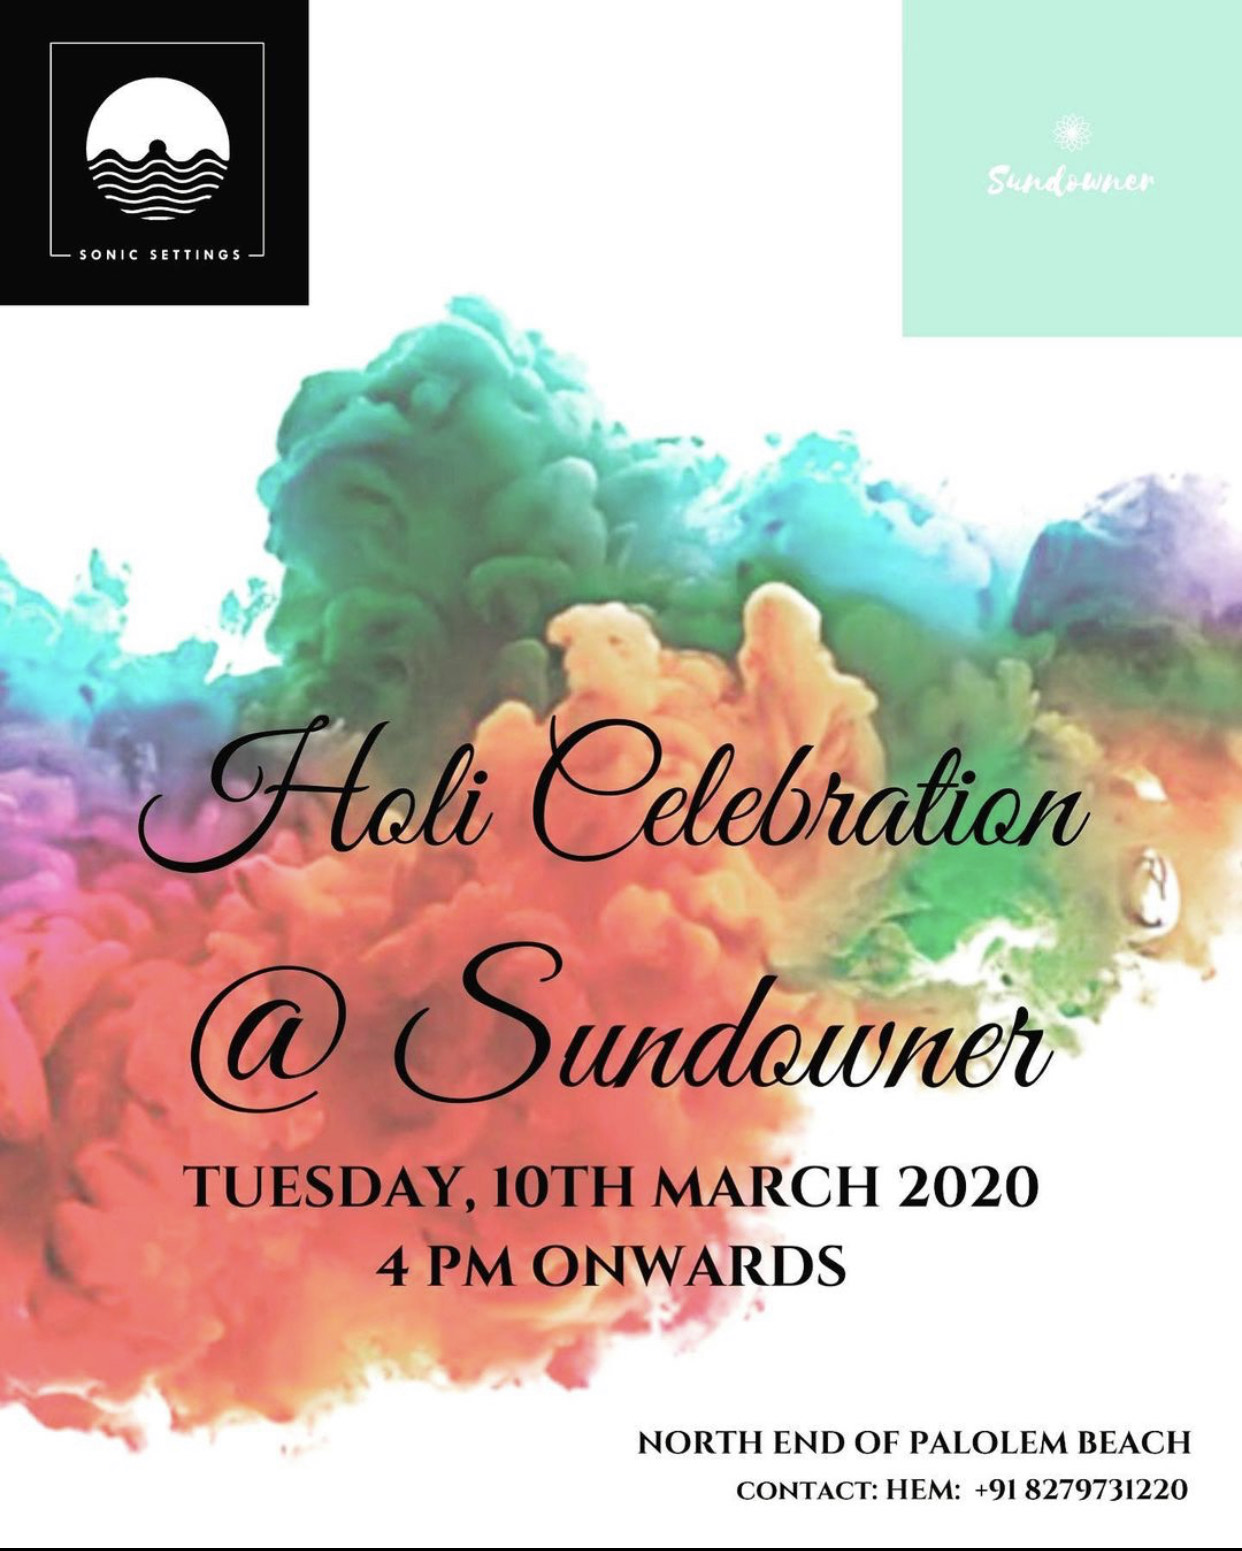 SONIC SETTINGS
Sundowner
Holi Celebration
@ Sundowner
TUESDAY, 10TH MARCH 2020
4 PM ONWARDS
NORTH END OF PALOLEM BEACH
CONTACT: HEM: +91 8279731220